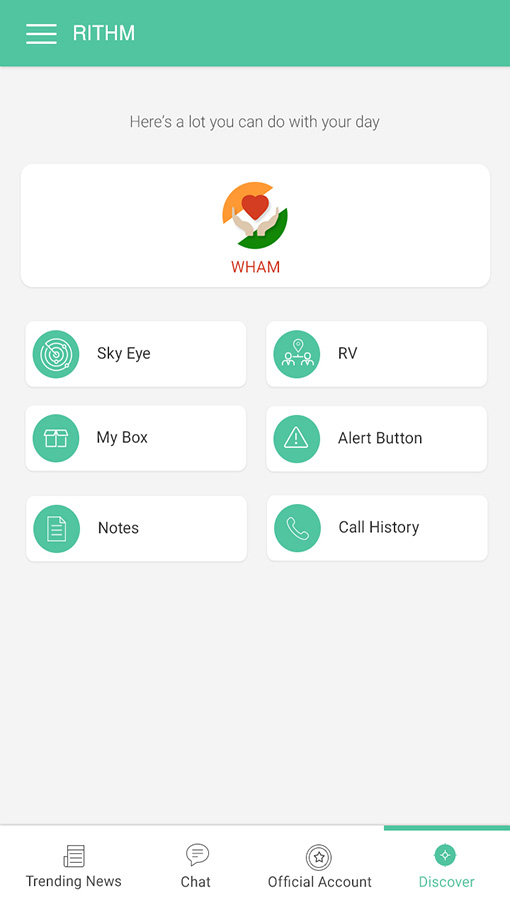 RITHM
Here's a lot you can do with your day
WHAM
Sky Eye
RV
My Box
Alert Button
Notes
Call History
Trending News
Chat
Official Account
Discover